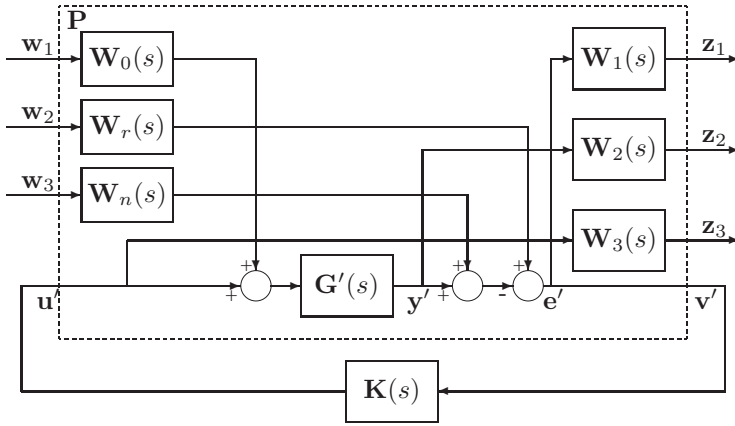 P
w₁ W₀(s) W₁(s) z₁
w₂ Wᵣ(s) W₂(s) z₂
w₃ Wₙ(s) W₃(s) z₃
+ + +
u′ + G′(s) y′ + - e′ v′
K(s)